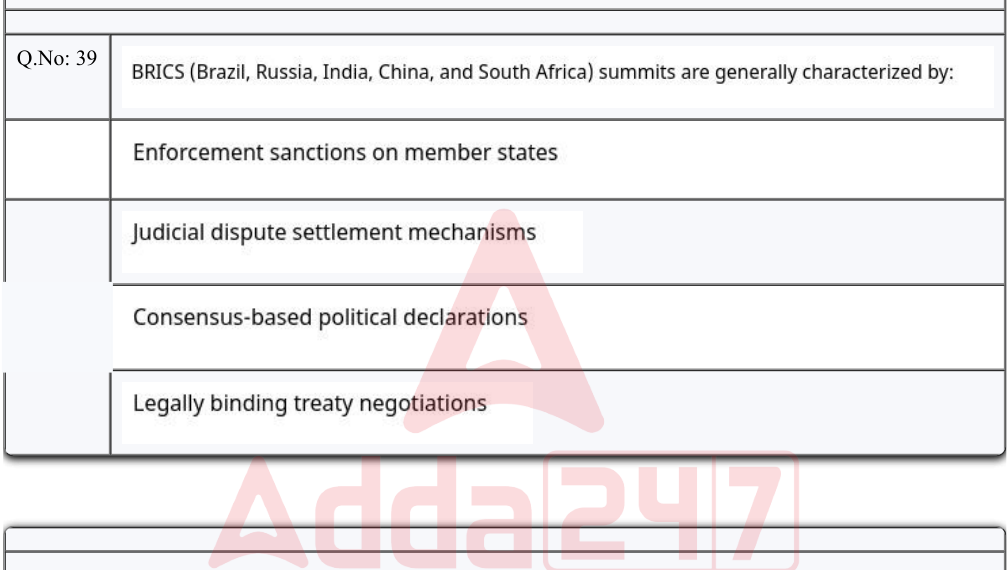 Q.No: 39
BRICS (Brazil, Russia, India, China, and South Africa) summits are generally characterized by:
Enforcement sanctions on member states
Judicial dispute settlement mechanisms
Consensus-based political declarations
Legally binding treaty negotiations
Adda247